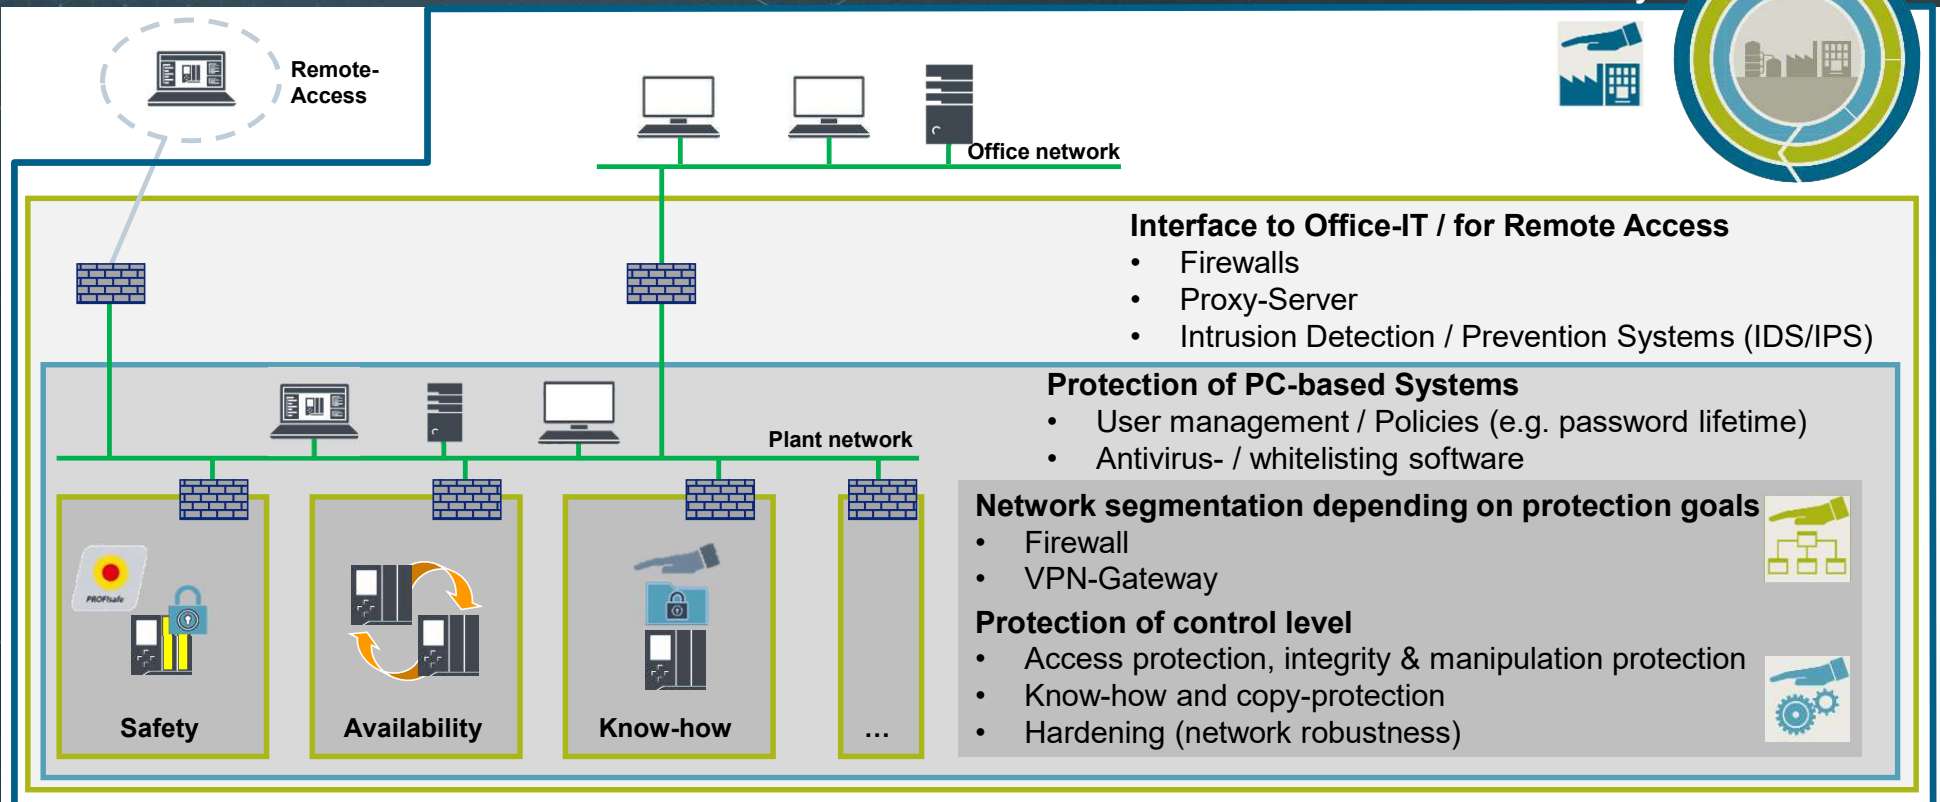 Remote-
Access
Office network
Interface to Office-IT / for Remote Access
• Firewalls
• Proxy-Server
• Intrusion Detection / Prevention Systems (IDS/IPS)
Protection of PC-based Systems
• User management / Policies (e.g. password lifetime)
• Antivirus- / whitelisting software
Plant network
Network segmentation depending on protection goals
• Firewall
• VPN-Gateway
Protection of control level
• Access protection, integrity & manipulation protection
• Know-how and copy-protection
• Hardening (network robustness)
PROFIsafe
Safety
Availability
Know-how
...